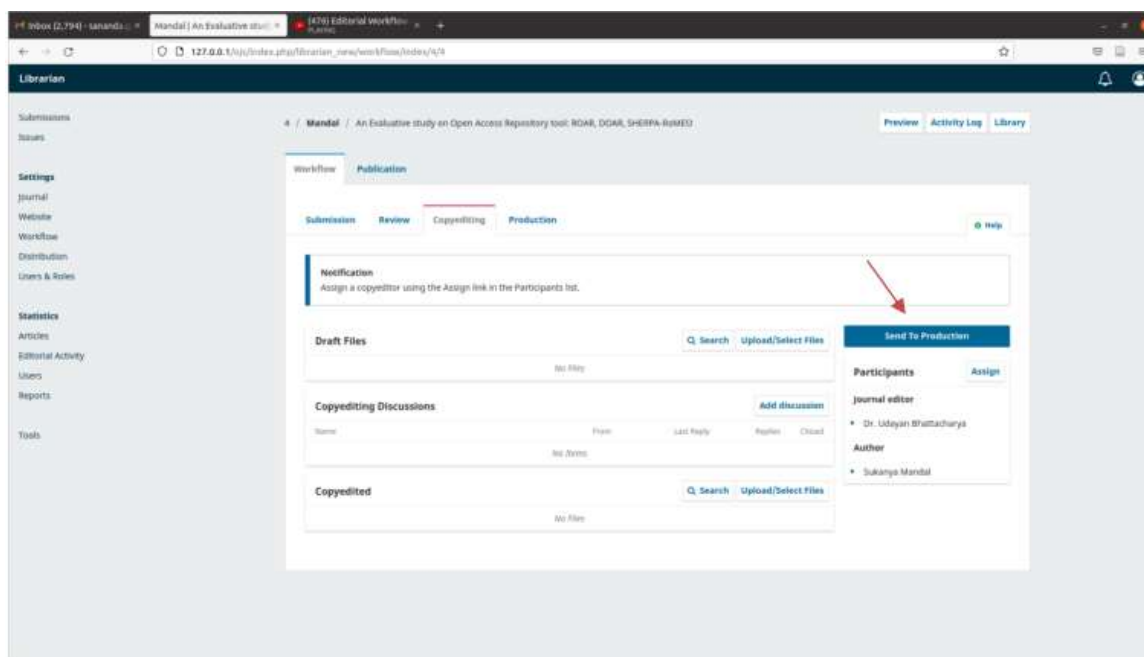 Inbox (2,794) - sananda
Mandal | An Evaluative stu
(479) Editorial Workflow
PLAYING
127.0.0.1/ojs/index.php/librarian_new/workflow/index/4/4
Librarian
Submissions
Issues
Settings
Journal
Website
Workflow
Distribution
Users & Roles
Statistics
Articles
Editorial Activity
Users
Reports
Tools
4 / Mandal / An Evaluative study on Open Access Repository tool: ROAR, DOAR, SHERPA-RoMEO
Preview Activity Log Library
Workflow Publication
Submission Review Copyediting Production
Help
Notification
Assign a copyeditor using the Assign link in the Participants list.
Draft Files
Search Upload/Select Files
No Files
Copyediting Discussions
Add discussion
Name From Last Reply Replies Closed
No Items
Copyedited
Search Upload/Select Files
No Files
Send To Production
Participants Assign
Journal editor
Dr. Udayan Bhattacharya
Author
Sukanya Mandal